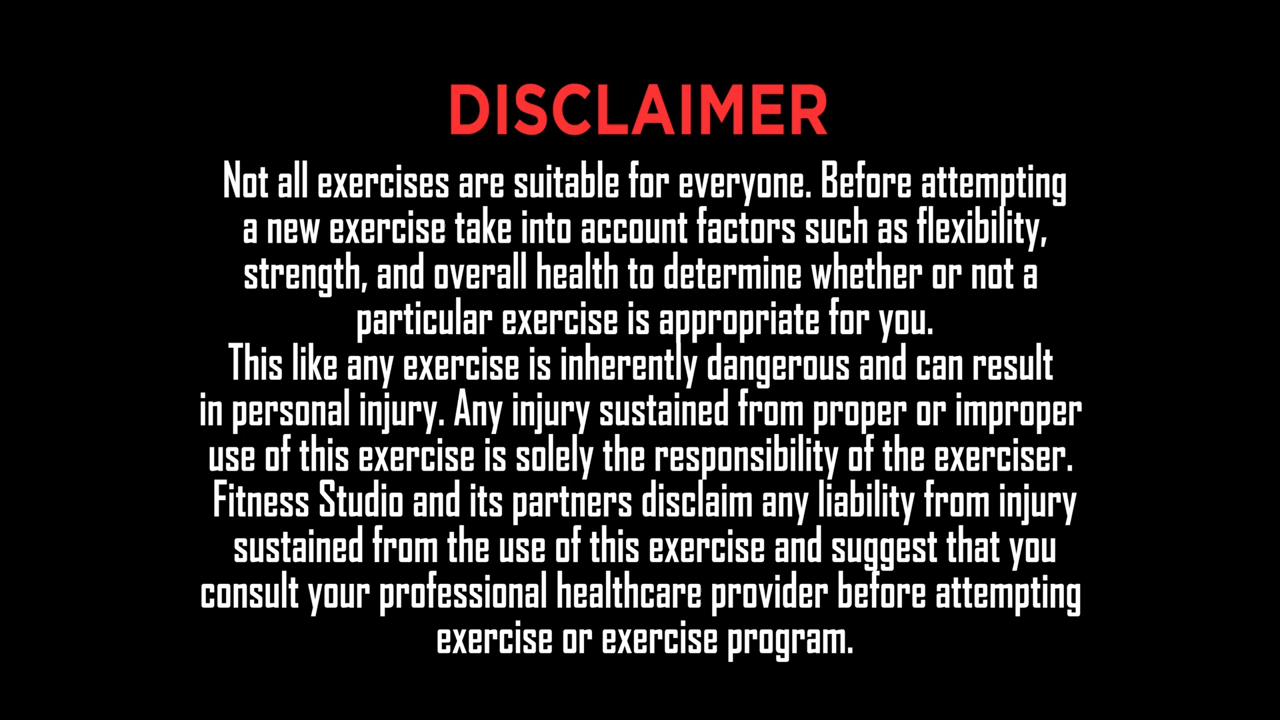 DISCLAIMER
Not all exercises are suitable for everyone. Before attempting
a new exercise take into account factors such as flexibility,
strength, and overall health to determine whether or not a
particular exercise is appropriate for you.
This like any exercise is inherently dangerous and can result
in personal injury. Any injury sustained from proper or improper
use of this exercise is solely the responsibility of the exerciser.
Fitness Studio and its partners disclaim any liability from injury
sustained from the use of this exercise and suggest that you
consult your professional healthcare provider before attempting
exercise or exercise program.